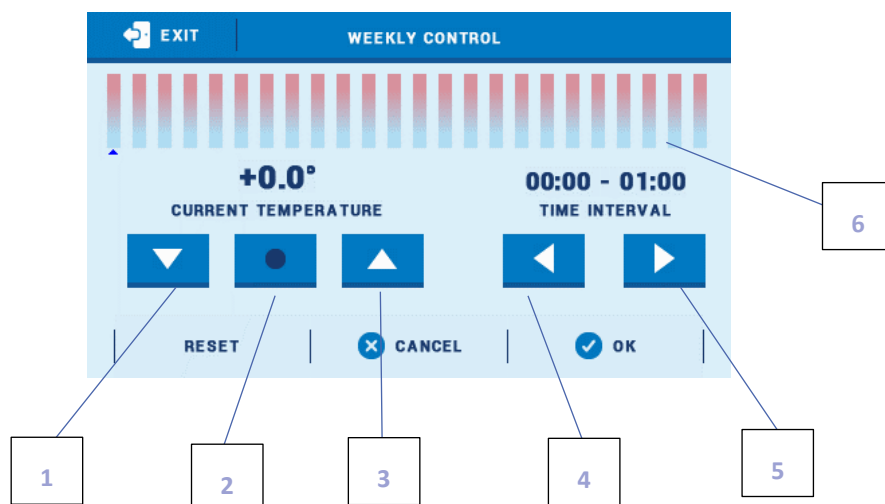 EXIT
WEEKLY CONTROL
+0.0°
00:00 - 01:00
CURRENT TEMPERATURE
TIME INTERVAL
6
RESET
CANCEL
OK
1
2
3
4
5